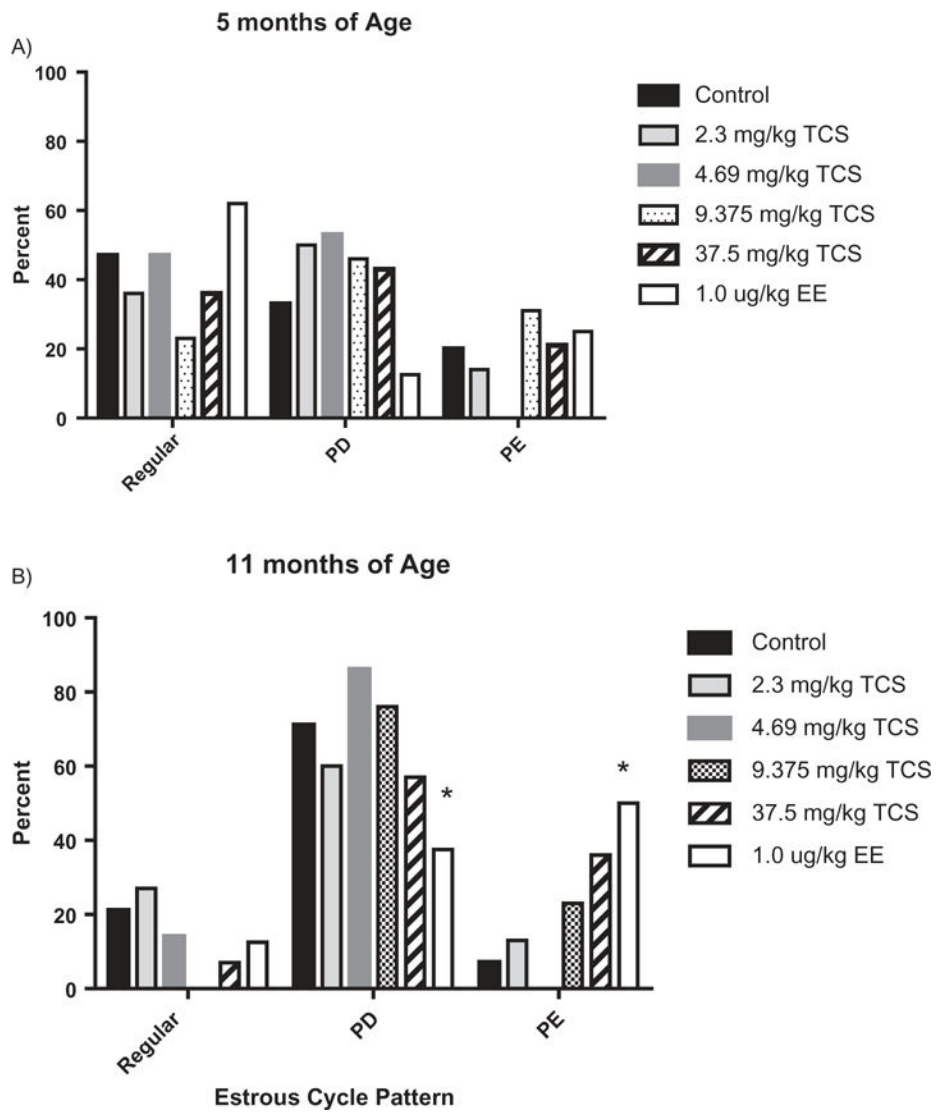 5 months of Age
A)
100
80
60
40
20
0
Percent
Regular
PD
PE
Control
2.3 mg/kg TCS
4.69 mg/kg TCS
9.375 mg/kg TCS
37.5 mg/kg TCS
1.0 ug/kg EE
11 months of Age
B)
100
80
60
40
20
0
Percent
*
*
Regular
PD
PE
Estrous Cycle Pattern
Control
2.3 mg/kg TCS
4.69 mg/kg TCS
9.375 mg/kg TCS
37.5 mg/kg TCS
1.0 ug/kg EE